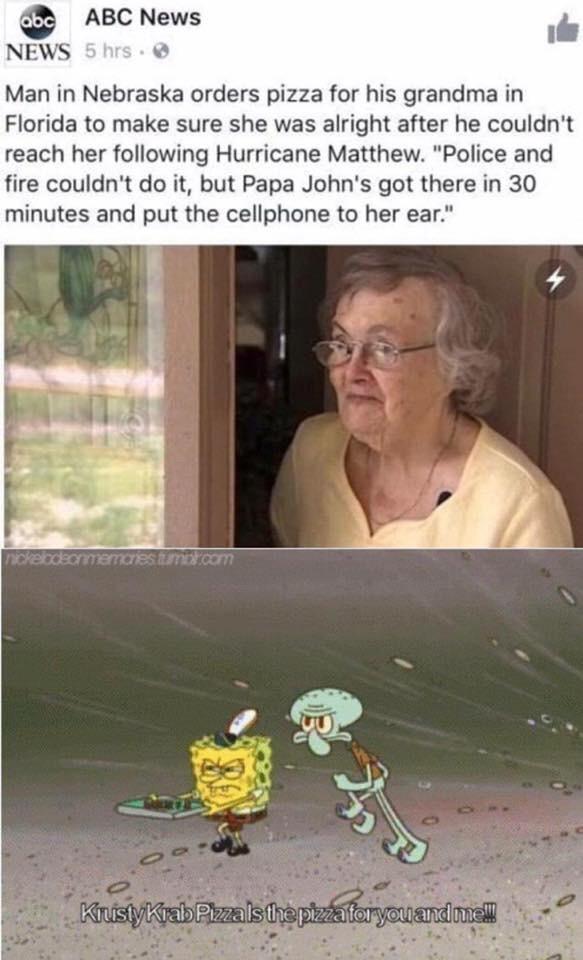 abc
NEWS
ABC News
5 hrs ·
Man in Nebraska orders pizza for his grandma in
Florida to make sure she was alright after he couldn't
reach her following Hurricane Matthew. "Police and
fire couldn't do it, but Papa John's got there in 30
minutes and put the cellphone to her ear."
nickelodeonmemories.tumblr.com
Krusty Krab Pizza Is the pizza for you and me!!!